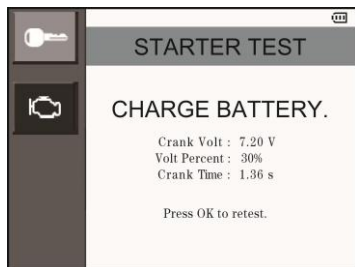 STARTER TEST
CHARGE BATTERY.
Crank Volt : 7.20 V
Volt Percent : 30%
Crank Time : 1.36 s
Press OK to retest.